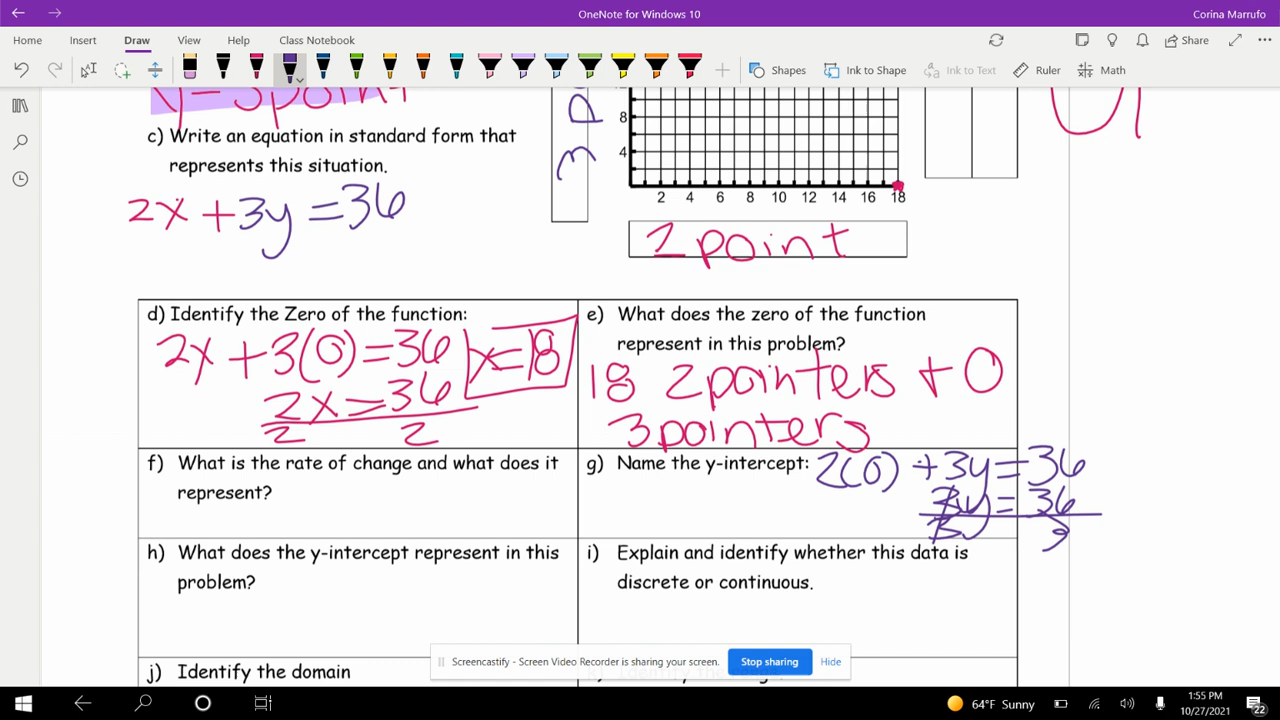 OneNote for Windows 10
Corina Marrufo
Home Insert Draw View Help Class Notebook
Share
Shapes Ink to Shape Ink to Text Ruler Math
y = 3point
c) Write an equation in standard form that
represents this situation.
2x + 3y = 36
3 p
8
4
2 4 6 8 10 12 14 16 18
2 point
d) Identify the Zero of the function:
2x + 3(0) = 36 x = 18
2x = 36
2 2
e) What does the zero of the function
represent in this problem?
18 2pointers + 0
3pointers
f) What is the rate of change and what does it
represent?
g) Name the y-intercept: 2(0) + 3y = 36
3y = 36
3 3
h) What does the y-intercept represent in this
problem?
i) Explain and identify whether this data is
discrete or continuous.
j) Identify the domain
Screencastify - Screen Video Recorder is sharing your screen. Stop sharing Hide
64°F Sunny
1:55 PM
10/27/2021
22